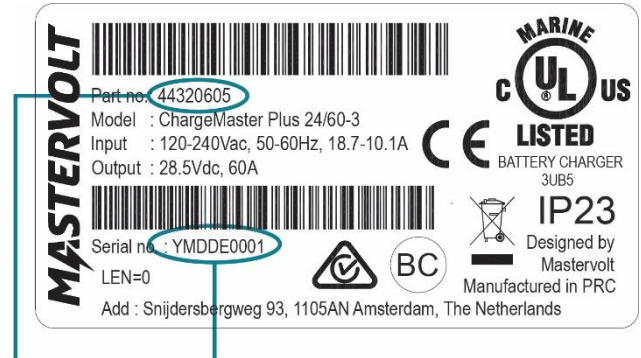 MASTERVOLT
Part no: 44320605
Model : ChargeMaster Plus 24/60-3
Input : 120-240Vac, 50-60Hz, 18.7-10.1A
Output : 28.5Vdc, 60A
Serial no. : YMDDE0001
LEN=0
Add : Snijdersbergweg 93, 1105AN Amsterdam, The Netherlands
BC
CE
MARINE
C UL US
®
LISTED
BATTERY CHARGER
3UB5
IP23
Designed by
Mastervolt
Manufactured in PRC